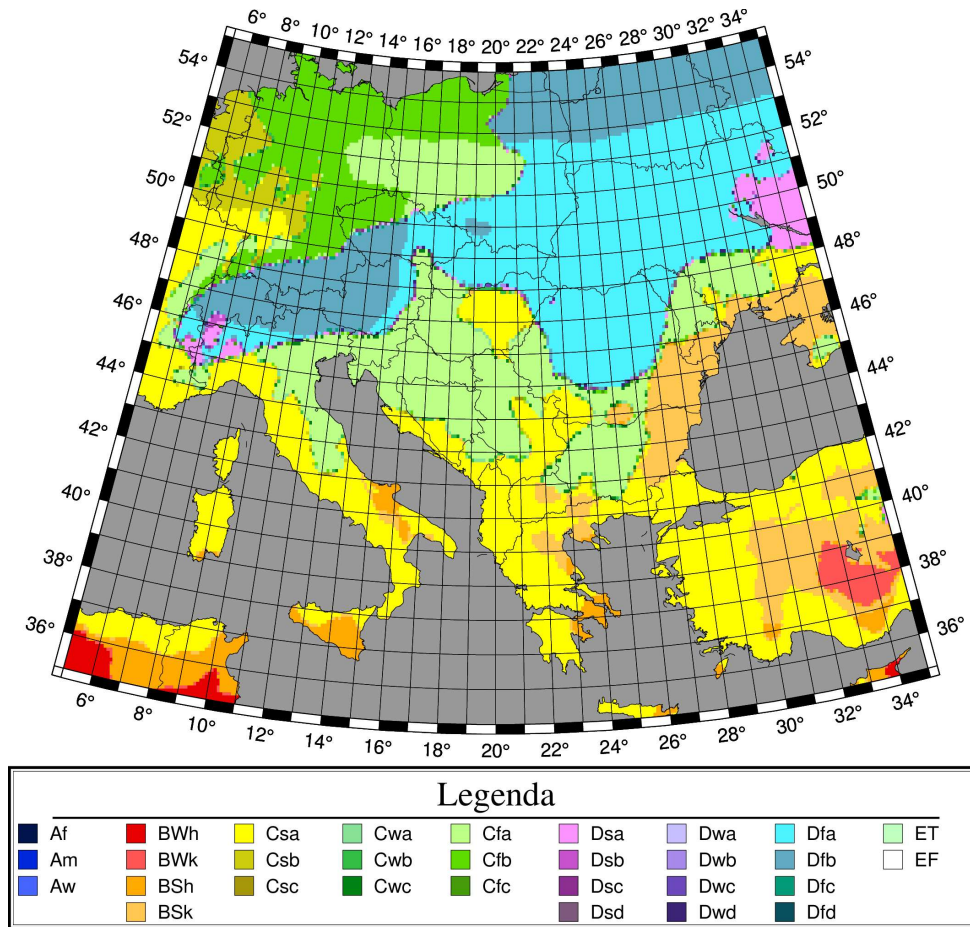 6° 8° 10° 12° 14° 16° 18° 20° 22° 24° 26° 28° 30° 32° 34°
54° 54°
52° 52°
50° 50°
48° 48°
46° 46°
44° 44°
42° 42°
40° 40°
38° 38°
36° 36°
6° 8° 10° 12° 14° 16° 18° 20° 22° 24° 26° 28° 30° 32° 34°
Legenda
Af BWh Csa Cwa Cfa Dsa Dwa Dfa ET
Am BWk Csb Cwb Cfb Dsb Dwb Dfb EF
Aw BSh Csc Cwc Cfc Dsc Dwc Dfc
BSk Dsd Dwd Dfd